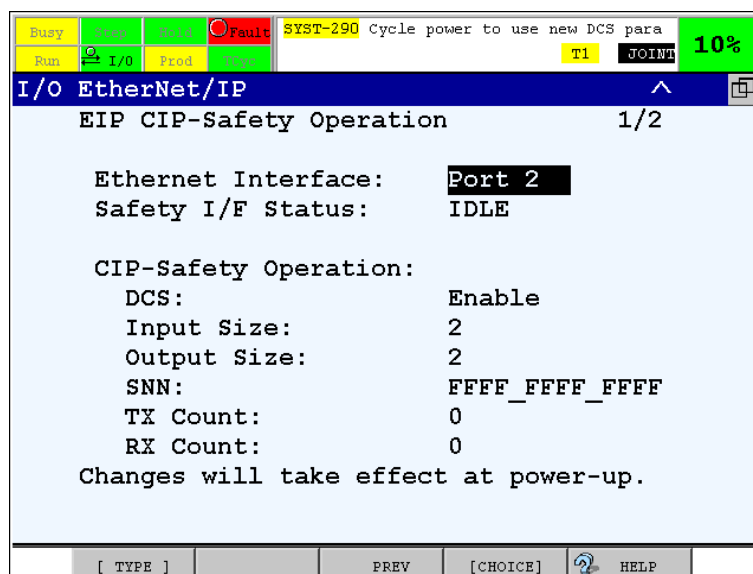 Busy Step Hold Fault SYST-290 Cycle power to use new DCS para
Run I/O Prod TCyc T1 JOINT 10%
I/O EtherNet/IP
EIP CIP-Safety Operation 1/2
Ethernet Interface: Port 2
Safety I/F Status: IDLE
CIP-Safety Operation:
DCS: Enable
Input Size: 2
Output Size: 2
SNN: FFFF_FFFF_FFFF
TX Count: 0
RX Count: 0
Changes will take effect at power-up.
[ TYPE ] PREV [CHOICE] HELP